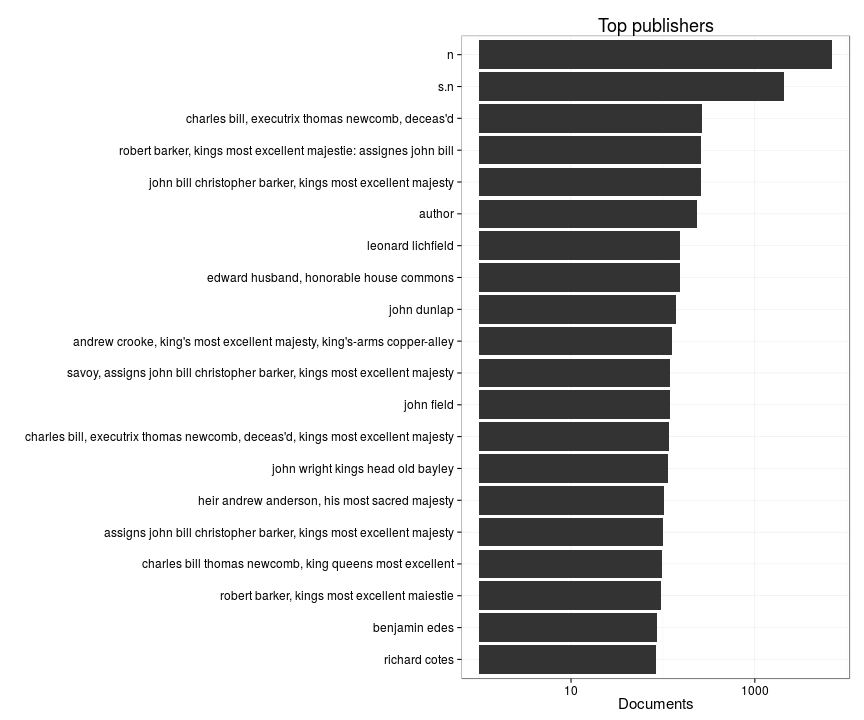 Top publishers
n
s.n
charles bill, executrix thomas newcomb, deceas'd
robert barker, kings most excellent majestie: assignes john bill
john bill christopher barker, kings most excellent majesty
author
leonard lichfield
edward husband, honorable house commons
john dunlap
andrew crooke, king's most excellent majesty, king's-arms copper-alley
savoy, assigns john bill christopher barker, kings most excellent majesty
john field
charles bill, executrix thomas newcomb, deceas'd, kings most excellent majesty
john wright kings head old bayley
heir andrew anderson, his most sacred majesty
assigns john bill christopher barker, kings most excellent majesty
charles bill thomas newcomb, king queens most excellent
robert barker, kings most excellent maiestie
benjamin edes
richard cotes
10 1000
Documents